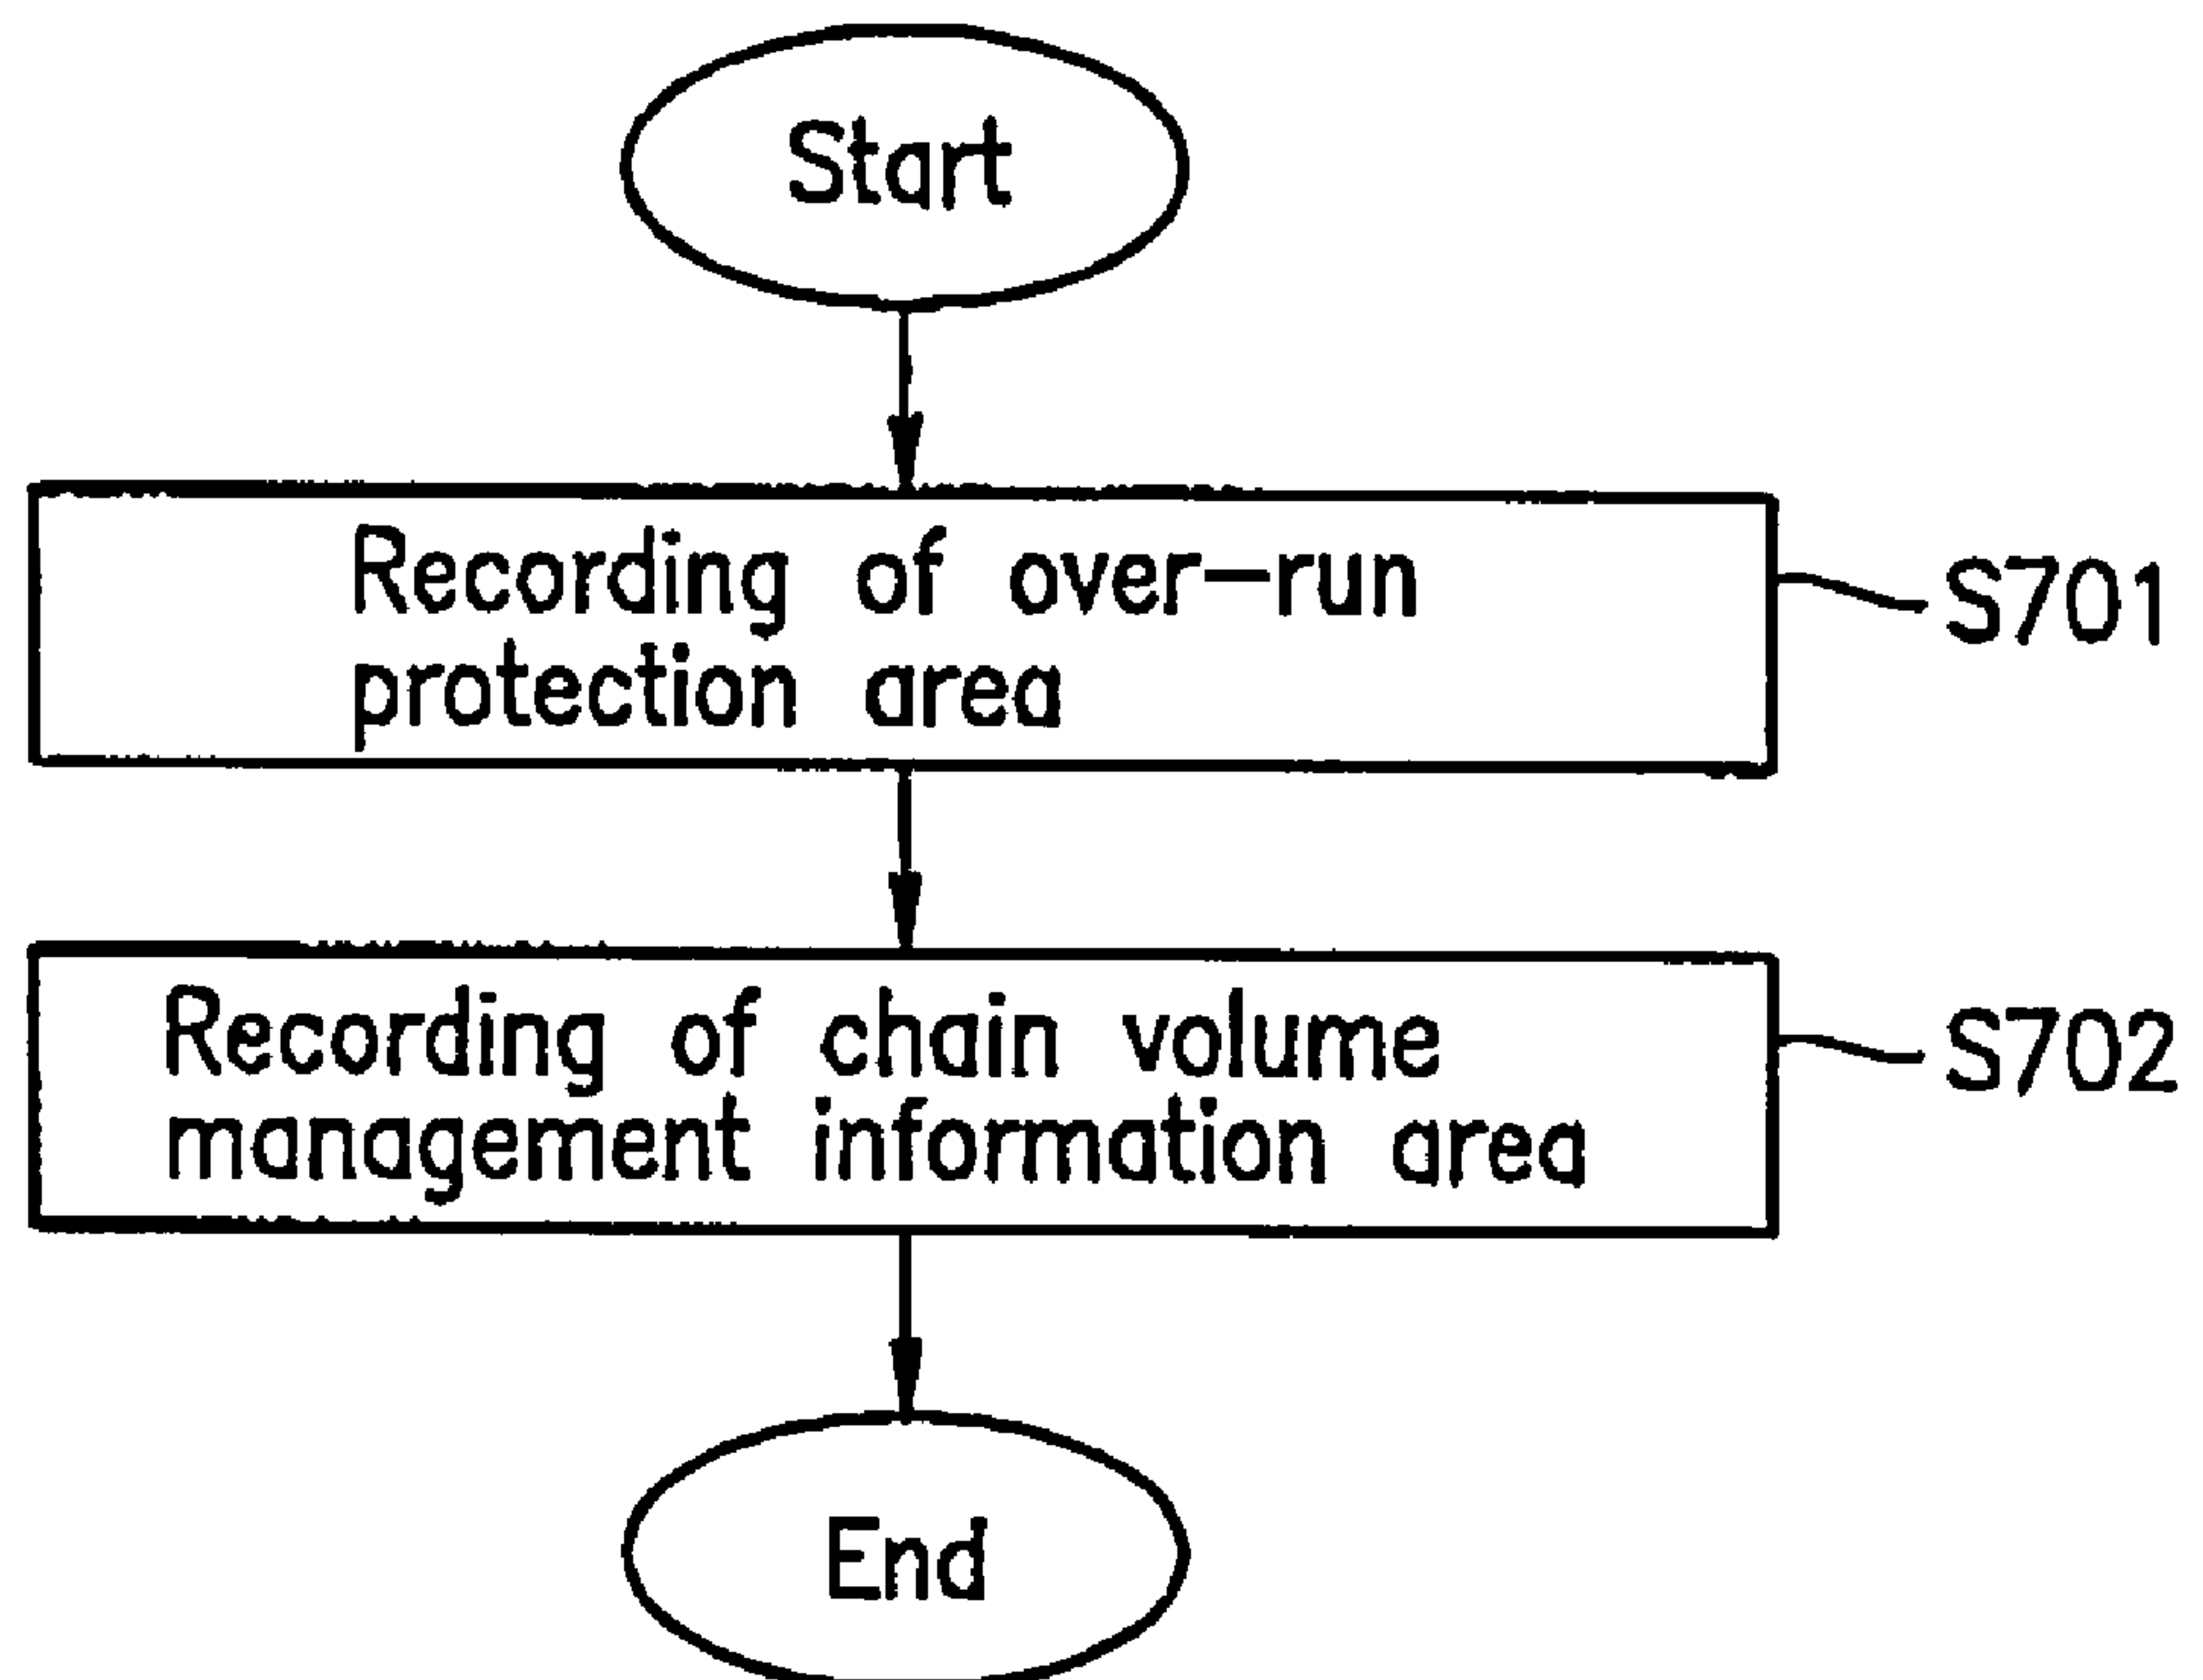 Start
Recording of over-run
protection area
S701
Recording of chain volume
management information area
S702
End